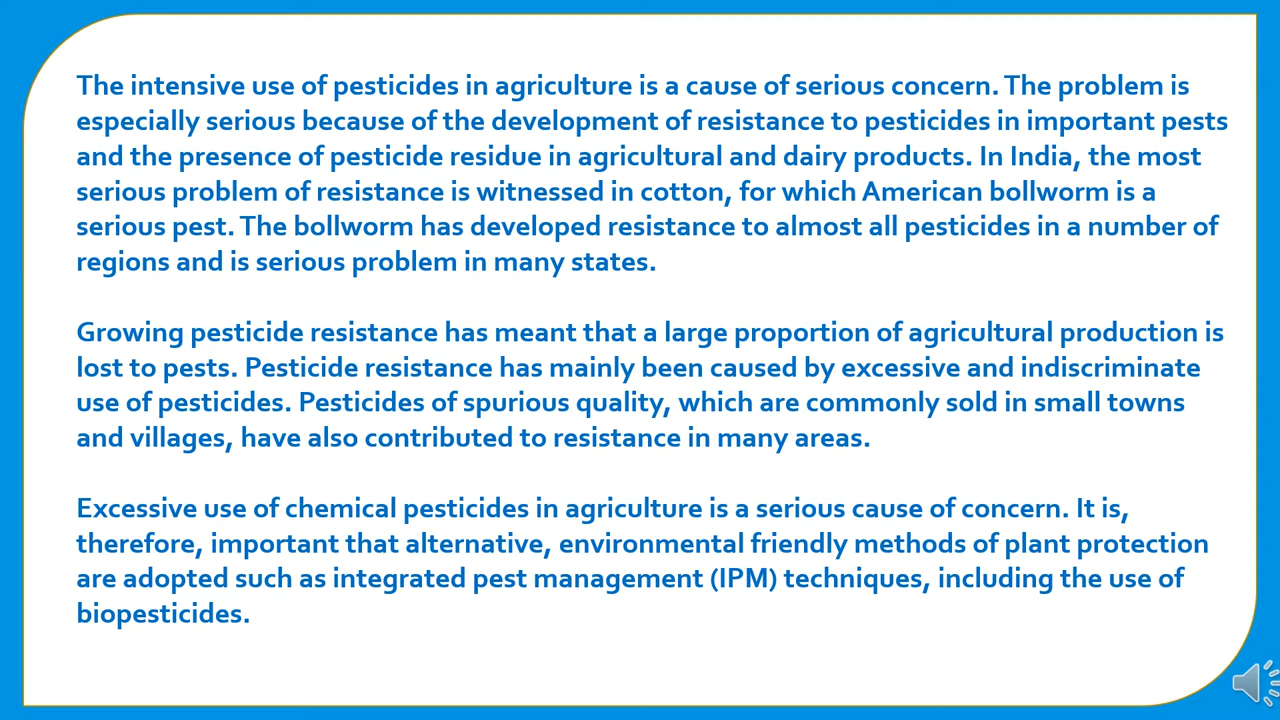 The intensive use of pesticides in agriculture is a cause of serious concern. The problem is
especially serious because of the development of resistance to pesticides in important pests
and the presence of pesticide residue in agricultural and dairy products. In India, the most
serious problem of resistance is witnessed in cotton, for which American bollworm is a
serious pest. The bollworm has developed resistance to almost all pesticides in a number of
regions and is serious problem in many states.
Growing pesticide resistance has meant that a large proportion of agricultural production is
lost to pests. Pesticide resistance has mainly been caused by excessive and indiscriminate
use of pesticides. Pesticides of spurious quality, which are commonly sold in small towns
and villages, have also contributed to resistance in many areas.
Excessive use of chemical pesticides in agriculture is a serious cause of concern. It is,
therefore, important that alternative, environmental friendly methods of plant protection
are adopted such as integrated pest management (IPM) techniques, including the use of
biopesticides.